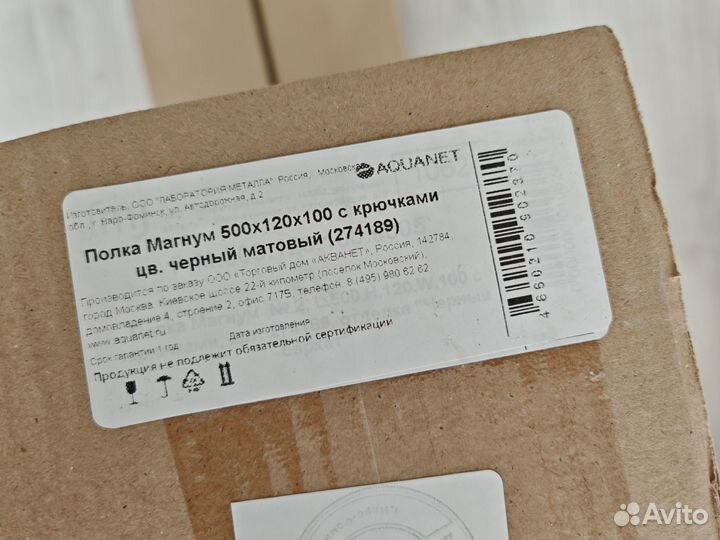 Изготовитель: ООО "ЛАБОРАТОРИЯ МЕТАЛЛА" Россия, Московская
обл., г. Наро-Фоминск, ул. Автодорожная, д.2
AQUANET
Полка Магнум 500x120x100 с крючками
цв. черный матовый (274189)
Производится по заказу ООО «Торговый дом «АКВАНЕТ», Россия, 142784,
город Москва, Киевское шоссе 22-й километр (поселок Московский),
домовладение 4, строение 2, офис 717Б, телефон 8 (495) 980 62 62
www.aquanet.ru
Срок гарантии 1 год Дата изготовления:
Продукция не подлежит обязательной сертификации
4660210902370
Avito